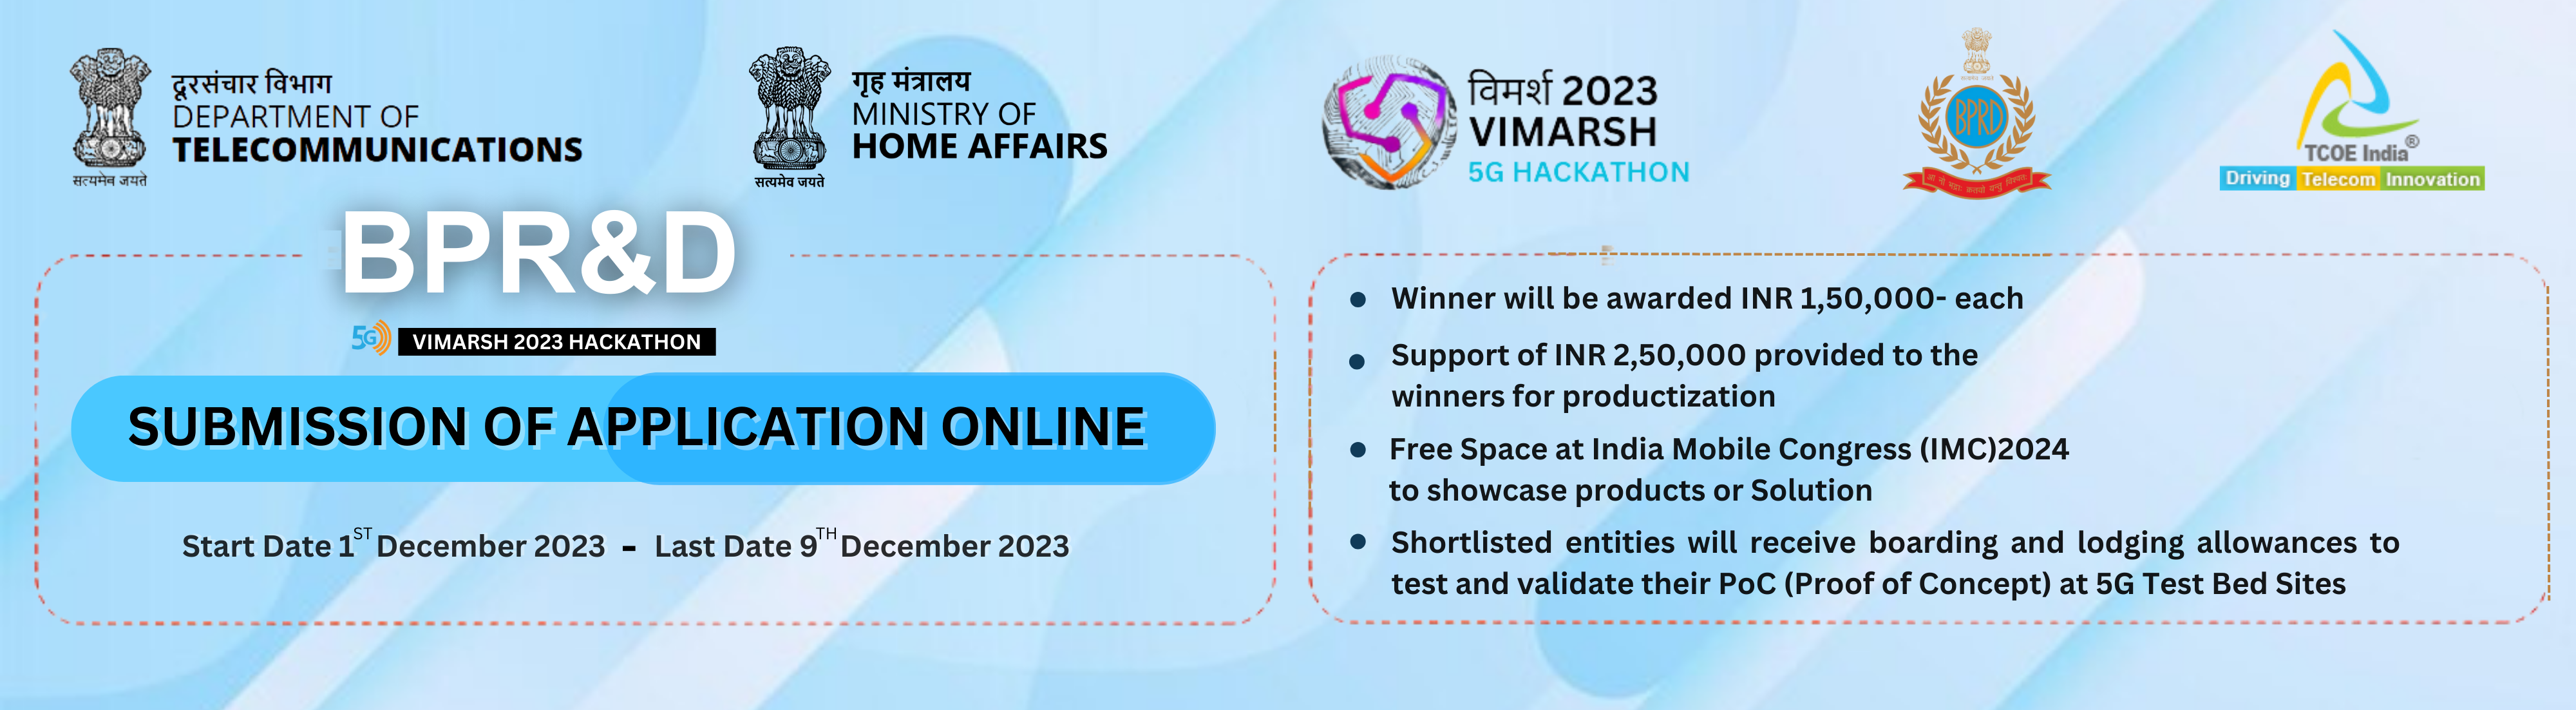 दूरसंचार विभाग
DEPARTMENT OF
TELECOMMUNICATIONS
सत्यमेव जयते
गृह मंत्रालय
MINISTRY OF
HOME AFFAIRS
सत्यमेव जयते
विमर्श 2023
VIMARSH
5G HACKATHON
BPRD
TCOE India®
Driving Telecom Innovation
BPR&D
5G VIMARSH 2023 HACKATHON
SUBMISSION OF APPLICATION ONLINE
Start Date 1ST December 2023 - Last Date 9TH December 2023
Winner will be awarded INR 1,50,000- each
Support of INR 2,50,000 provided to the
winners for productization
Free Space at India Mobile Congress (IMC)2024
to showcase products or Solution
Shortlisted entities will receive boarding and lodging allowances to
test and validate their PoC (Proof of Concept) at 5G Test Bed Sites